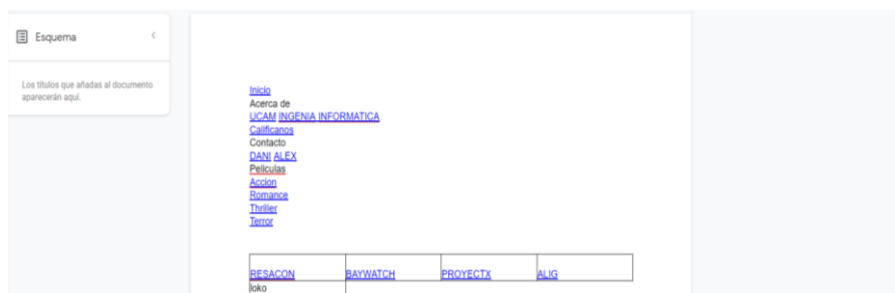 Esquema
Los títulos que añadas al documento
aparecerán aquí.
Inicio
Acerca de
UCAM INGENIA INFORMATICA
Calificanos
Contacto
DANI ALEX
Peliculas
Accion
Romance
Thriller
Terror
RESACON BAYWATCH PROYECTX ALIG
loko